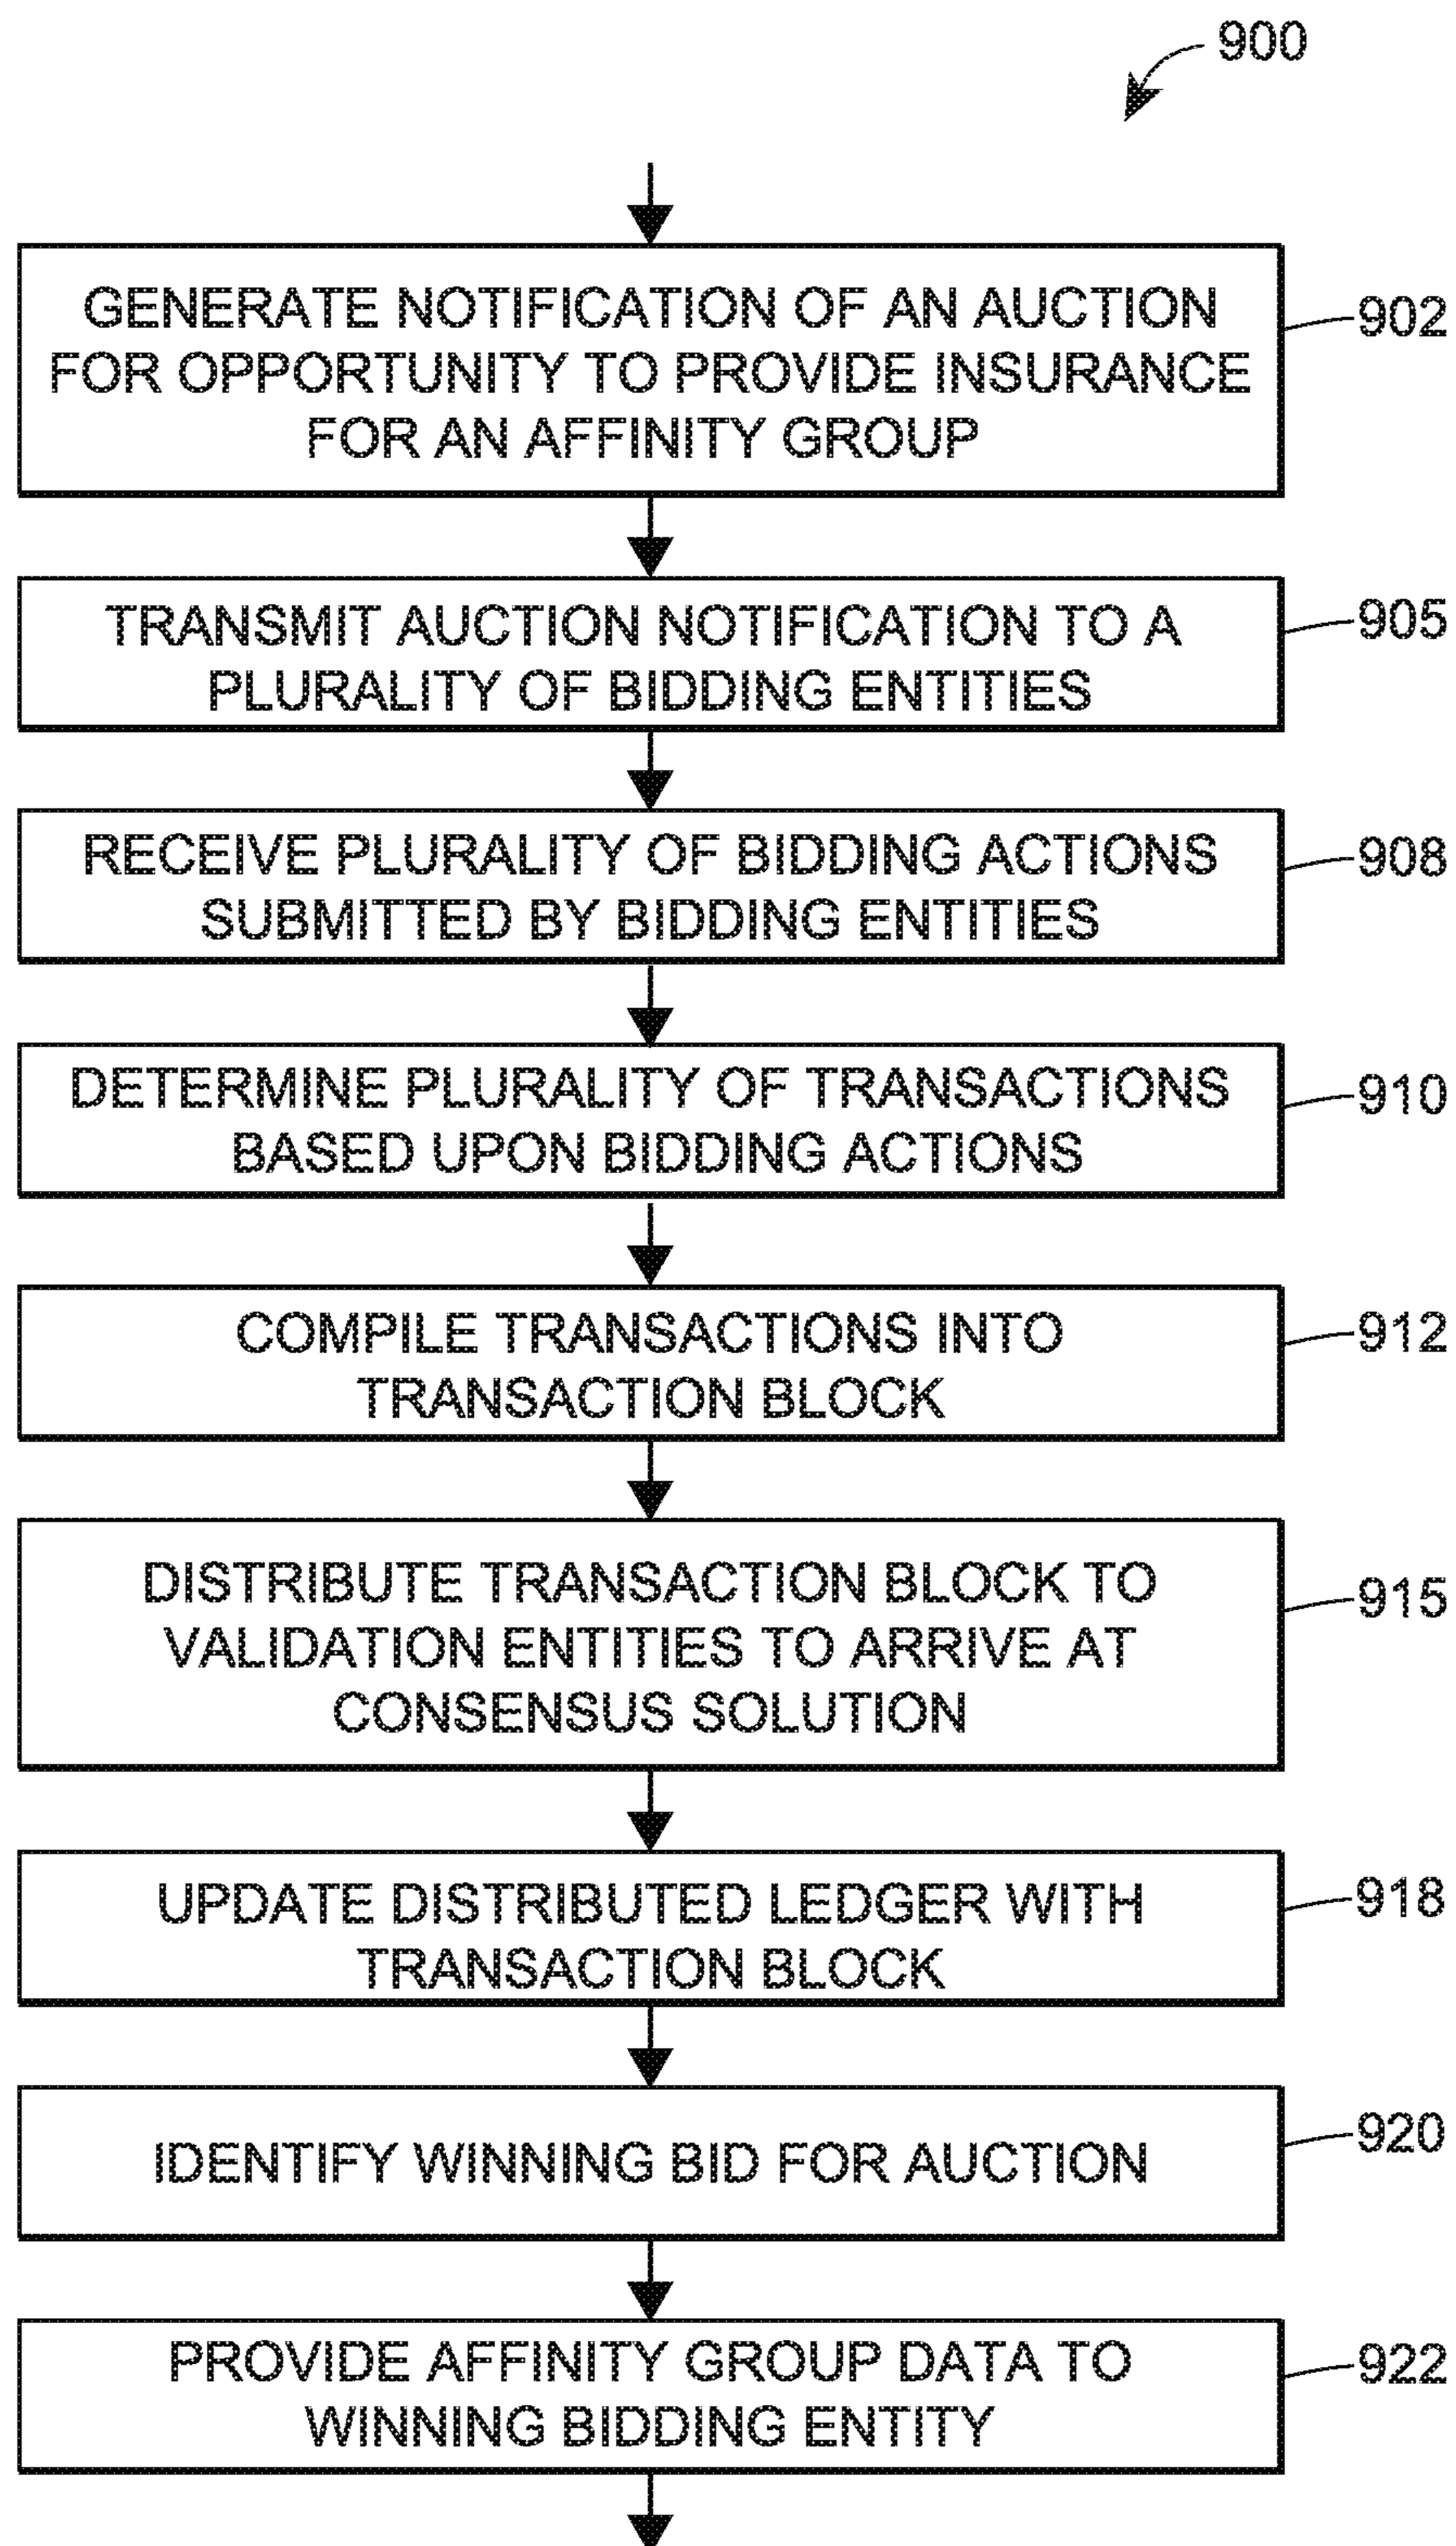 900
GENERATE NOTIFICATION OF AN AUCTION
FOR OPPORTUNITY TO PROVIDE INSURANCE
FOR AN AFFINITY GROUP
902
TRANSMIT AUCTION NOTIFICATION TO A
PLURALITY OF BIDDING ENTITIES
905
RECEIVE PLURALITY OF BIDDING ACTIONS
SUBMITTED BY BIDDING ENTITIES
908
DETERMINE PLURALITY OF TRANSACTIONS
BASED UPON BIDDING ACTIONS
910
COMPILE TRANSACTIONS INTO
TRANSACTION BLOCK
912
DISTRIBUTE TRANSACTION BLOCK TO
VALIDATION ENTITIES TO ARRIVE AT
CONSENSUS SOLUTION
915
UPDATE DISTRIBUTED LEDGER WITH
TRANSACTION BLOCK
918
IDENTIFY WINNING BID FOR AUCTION
920
PROVIDE AFFINITY GROUP DATA TO
WINNING BIDDING ENTITY
922